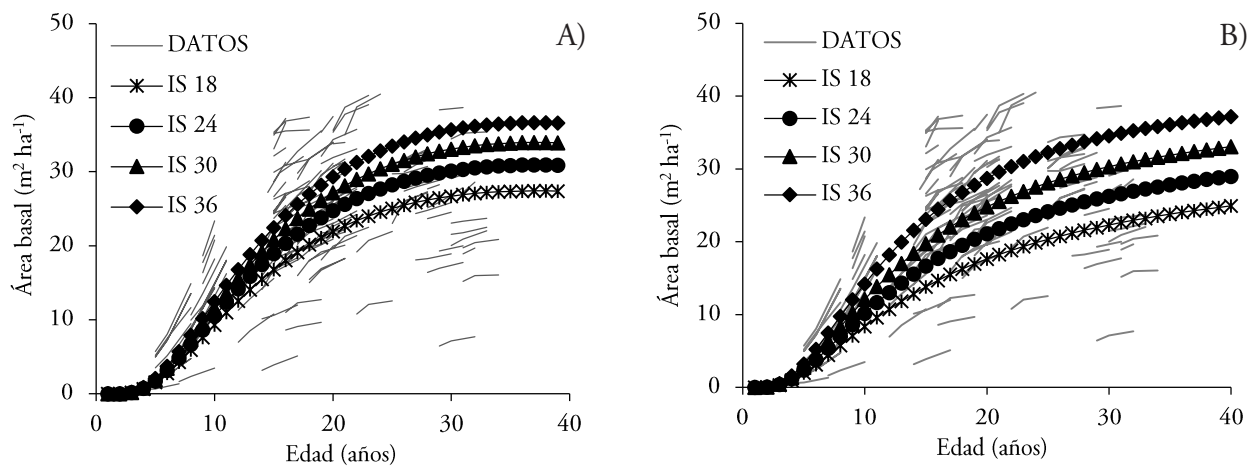 A)
50
40
30
20
10
0
Área basal (m² ha⁻¹)
DATOS
IS 18
IS 24
IS 30
IS 36
0 10 20 30 40
Edad (años)
B)
50
40
30
20
10
0
Área basal (m² ha⁻¹)
DATOS
IS 18
IS 24
IS 30
IS 36
0 10 20 30 40
Edad (años)